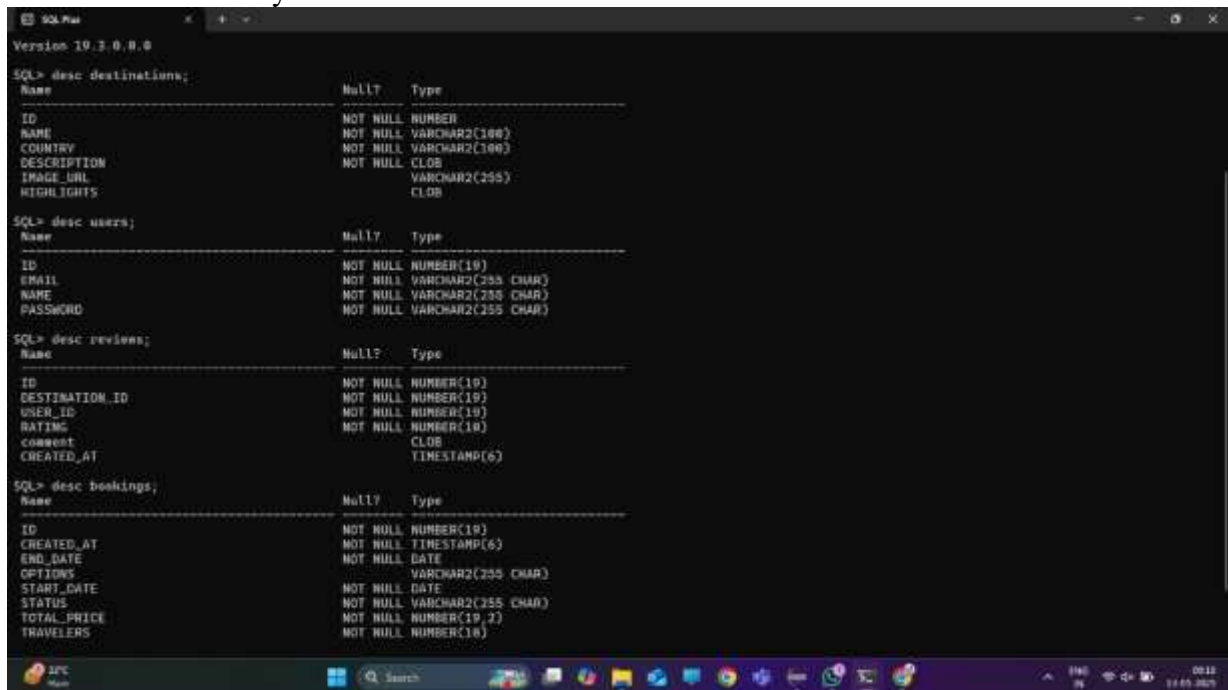 SQL Plus
Version 19.3.0.0.0
SQL> desc destinations;
Name Null? Type
ID NOT NULL NUMBER
NAME NOT NULL VARCHAR2(100)
COUNTRY NOT NULL VARCHAR2(100)
DESCRIPTION NOT NULL CLOB
IMAGE_URL VARCHAR2(255)
HIGHLIGHTS CLOB
SQL> desc users;
Name Null? Type
ID NOT NULL NUMBER(19)
EMAIL NOT NULL VARCHAR2(255 CHAR)
NAME NOT NULL VARCHAR2(255 CHAR)
PASSWORD NOT NULL VARCHAR2(255 CHAR)
SQL> desc reviews;
Name Null? Type
ID NOT NULL NUMBER(19)
DESTINATION_ID NOT NULL NUMBER(19)
USER_ID NOT NULL NUMBER(19)
RATING NOT NULL NUMBER(10)
comment CLOB
CREATED_AT TIMESTAMP(6)
SQL> desc bookings;
Name Null? Type
ID NOT NULL NUMBER(19)
CREATED_AT NOT NULL TIMESTAMP(6)
END_DATE NOT NULL DATE
OPTIONS VARCHAR2(255 CHAR)
START_DATE NOT NULL DATE
STATUS NOT NULL VARCHAR2(255 CHAR)
TOTAL_PRICE NOT NULL NUMBER(19,2)
TRAVELERS NOT NULL NUMBER(10)
Search
ENG
IN